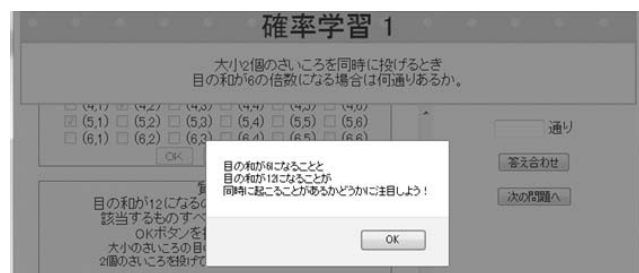 確率学習 1
大小2個のさいころを同時に投げるとき
目の和が6の倍数になる場合は何通りあるか。
(4,1) (4,2) (4,3) (4,4) (4,5) (4,6)
(5,1) (5,2) (5,3) (5,4) (5,5) (5,6)
(6,1) (6,2) (6,3) (6,4) (6,5) (6,6)
OK
通り
答え合わせ
次の問題へ
目の和が6になることと
目の和が12になることが
同時に起こることがあるかどうかに注目しよう！
OK
目の和が12になるの
該当するものすべ
OKボタンを押
大小のさいころの目の
2個のさいころを投げて